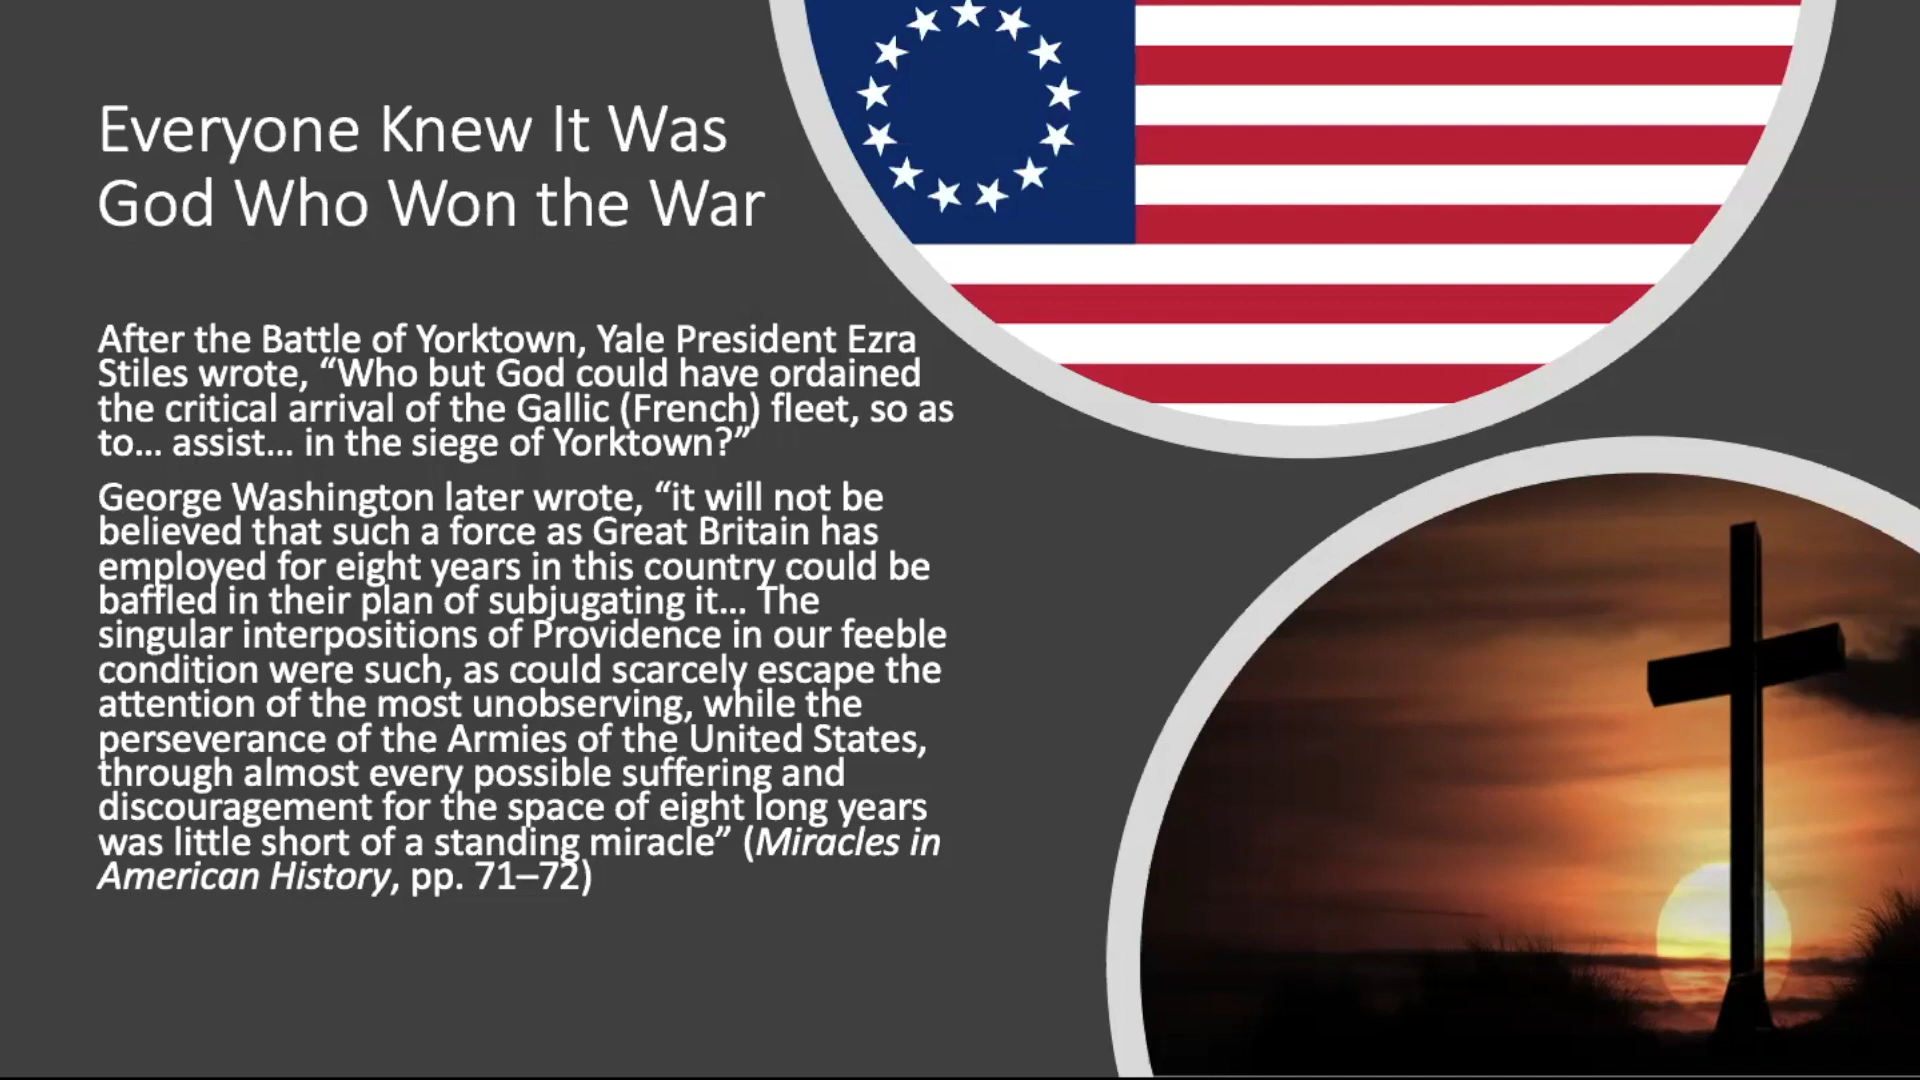 Everyone Knew It Was
God Who Won the War
After the Battle of Yorktown, Yale President Ezra
Stiles wrote, “Who but God could have ordained
the critical arrival of the Gallic (French) fleet, so as
to... assist... in the siege of Yorktown?”
George Washington later wrote, “it will not be
believed that such a force as Great Britain has
employed for eight years in this country could be
baffled in their plan of subjugating it... The
singular interpositions of Providence in our feeble
condition were such, as could scarcely escape the
attention of the most unobserving, while the
perseverance of the Armies of the United States,
through almost every possible suffering and
discouragement for the space of eight long years
was little short of a standing miracle” (Miracles in
American History, pp. 71–72)